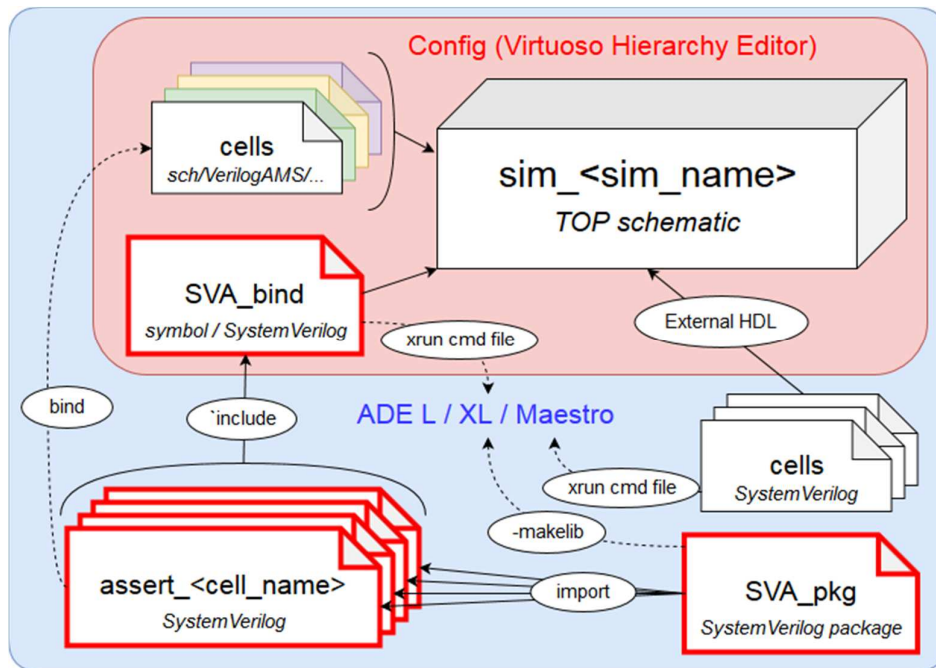 Config (Virtuoso Hierarchy Editor)
cells
sch/VerilogAMS/...
sim_<sim_name>
TOP schematic
SVA_bind
symbol / SystemVerilog
External HDL
xrun cmd file
bind
`include
ADE L / XL / Maestro
cells
SystemVerilog
xrun cmd file
-makelib
assert_<cell_name>
SystemVerilog
import
SVA_pkg
SystemVerilog package